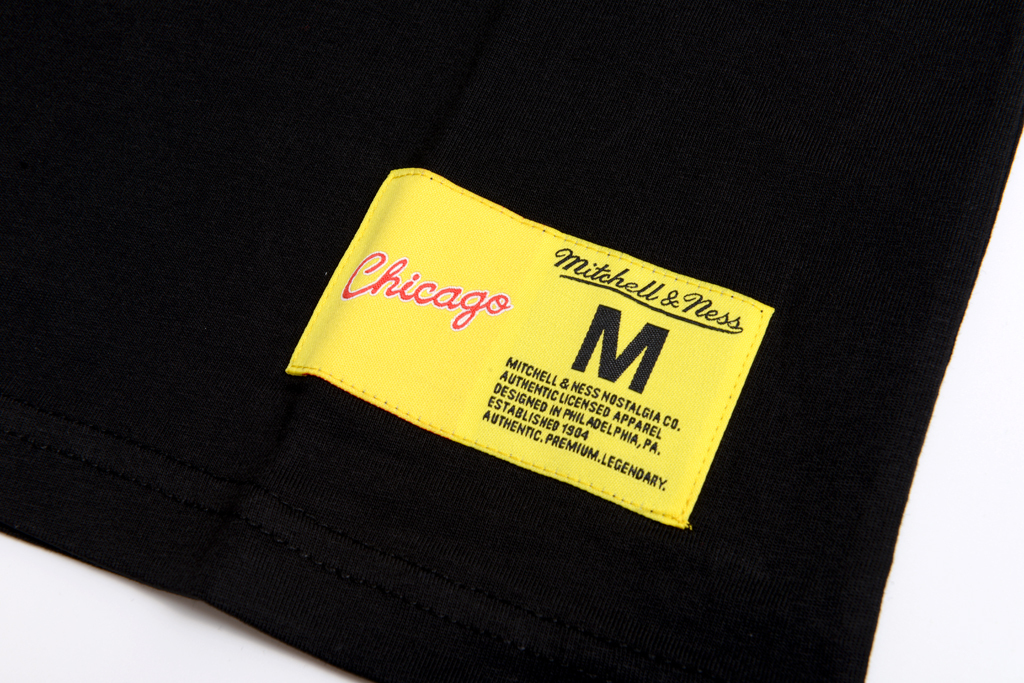 Chicago
Mitchell & Ness
M
MITCHELL & NESS NOSTALGIA CO.
AUTHENTIC LICENSED APPAREL
DESIGNED IN PHILADELPHIA, PA.
ESTABLISHED 1904
AUTHENTIC. PREMIUM. LEGENDARY.